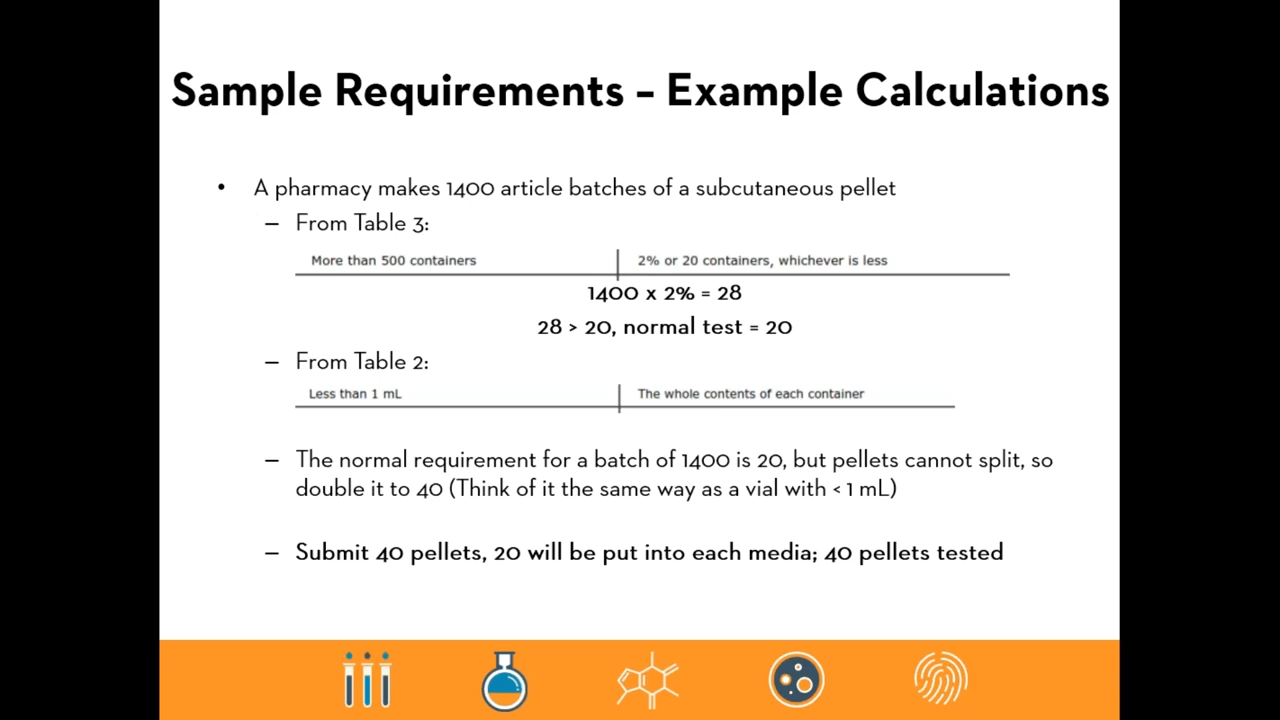 Sample Requirements – Example Calculations
• A pharmacy makes 1400 article batches of a subcutaneous pellet
– From Table 3:
More than 500 containers 2% or 20 containers, whichever is less
1400 x 2% = 28
28 > 20, normal test = 20
– From Table 2:
Less than 1 mL The whole contents of each container
– The normal requirement for a batch of 1400 is 20, but pellets cannot split, so
double it to 40 (Think of it the same way as a vial with < 1 mL)
– Submit 40 pellets, 20 will be put into each media; 40 pellets tested